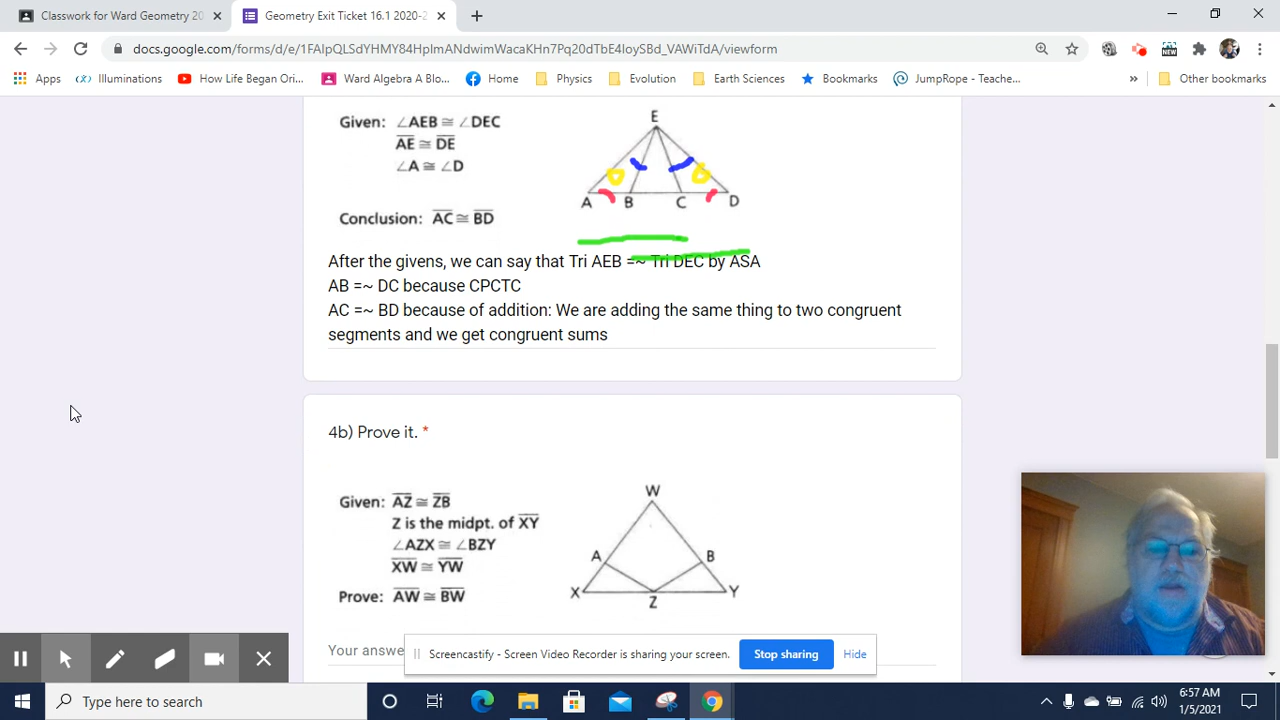 Classwork for Ward Geometry 20
Geometry Exit Ticket 16.1 2020-2
docs.google.com/forms/d/e/1FAIpQLSdYHMY84HplmANdwimWacaKHn7Pq20dTbE4loySBd_VAWiTdA/viewform
Apps Illuminations How Life Began Ori... Ward Algebra A Blo... Home Physics Evolution Earth Sciences Bookmarks JumpRope - Teache... » Other bookmarks
NEW
Given: ∠AEB ≅ ∠DEC
AE ≅ DE
∠A ≅ ∠D
Conclusion: AC ≅ BD
E
A B C D
After the givens, we can say that Tri AEB =~ Tri DEC by ASA
AB =~ DC because CPCTC
AC =~ BD because of addition: We are adding the same thing to two congruent
segments and we get congruent sums
4b) Prove it. *
Given: AZ ≅ ZB
Z is the midpt. of XY
∠AZX ≅ ∠BZY
XW ≅ YW
Prove: AW ≅ BW
W
A B
X Z Y
Your answe
Screencastify - Screen Video Recorder is sharing your screen. Stop sharing Hide
Type here to search
6:57 AM
1/5/2021